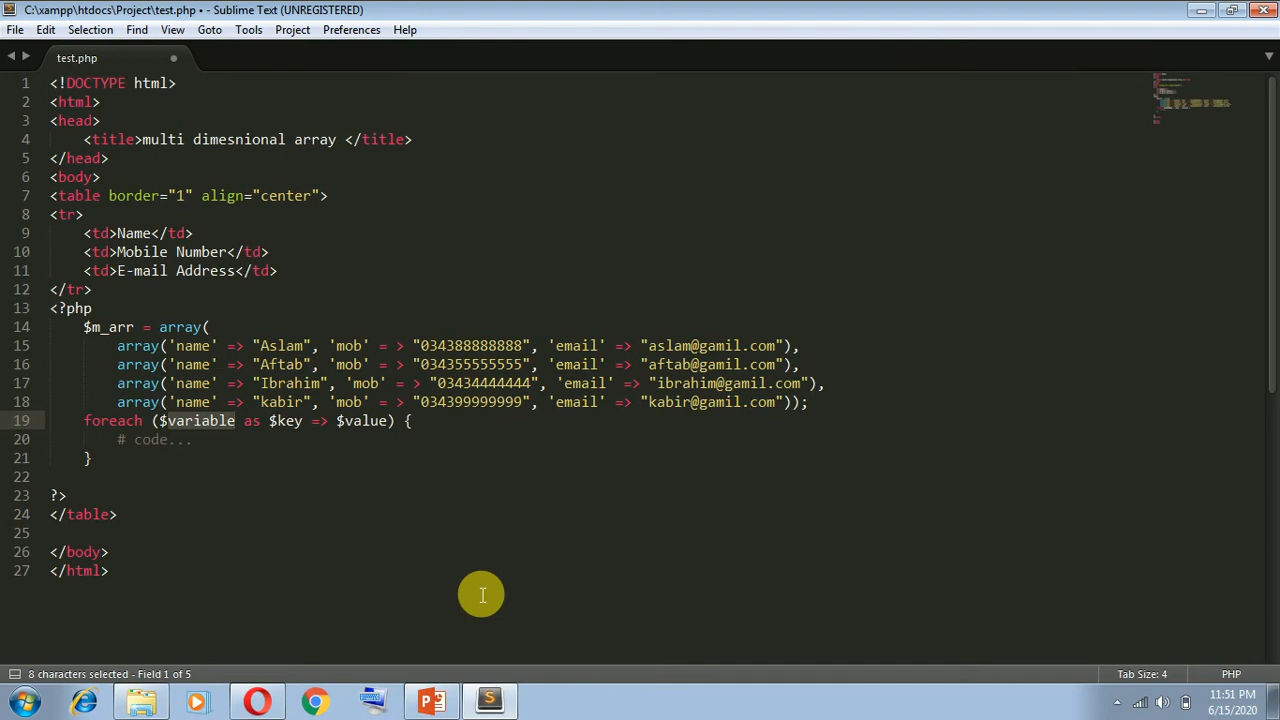 C:\xampp\htdocs\Project\test.php • - Sublime Text (UNREGISTERED)
File Edit Selection Find View Goto Tools Project Preferences Help
test.php
1 <!DOCTYPE html>
2 <html>
3 <head>
4 <title>multi dimesnional array </title>
5 </head>
6 <body>
7 <table border="1" align="center">
8 <tr>
9 <td>Name</td>
10 <td>Mobile Number</td>
11 <td>E-mail Address</td>
12 </tr>
13 <?php
14 $m_arr = array(
15 array('name' => "Aslam", 'mob' = > "034388888888", 'email' => "aslam@gamil.com"),
16 array('name' => "Aftab", 'mob' = > "034355555555", 'email' => "aftab@gamil.com"),
17 array('name' => "Ibrahim", 'mob' = > "03434444444", 'email' => "ibrahim@gamil.com"),
18 array('name' => "kabir", 'mob' = > "034399999999", 'email' => "kabir@gamil.com"));
19 foreach ($variable as $key => $value) {
20 # code...
21 }
22
23 ?>
24 </table>
25
26 </body>
27 </html>
8 characters selected - Field 1 of 5 Tab Size: 4 PHP
11:51 PM
6/15/2020